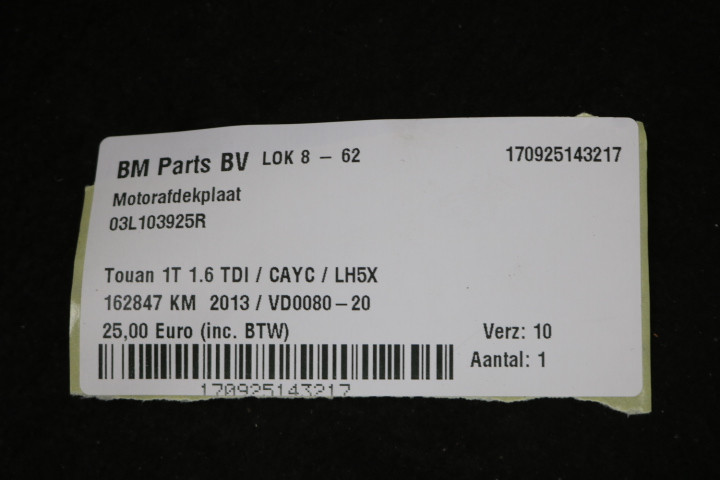 BM Parts BV LOK 8 - 62 170925143217
Motorafdekplaat
03L103925R
Touan 1T 1.6 TDI / CAYC / LH5X
162847 KM 2013 / VD0080-20
25,00 Euro (inc. BTW) Verz: 10
Aantal: 1
170925143217